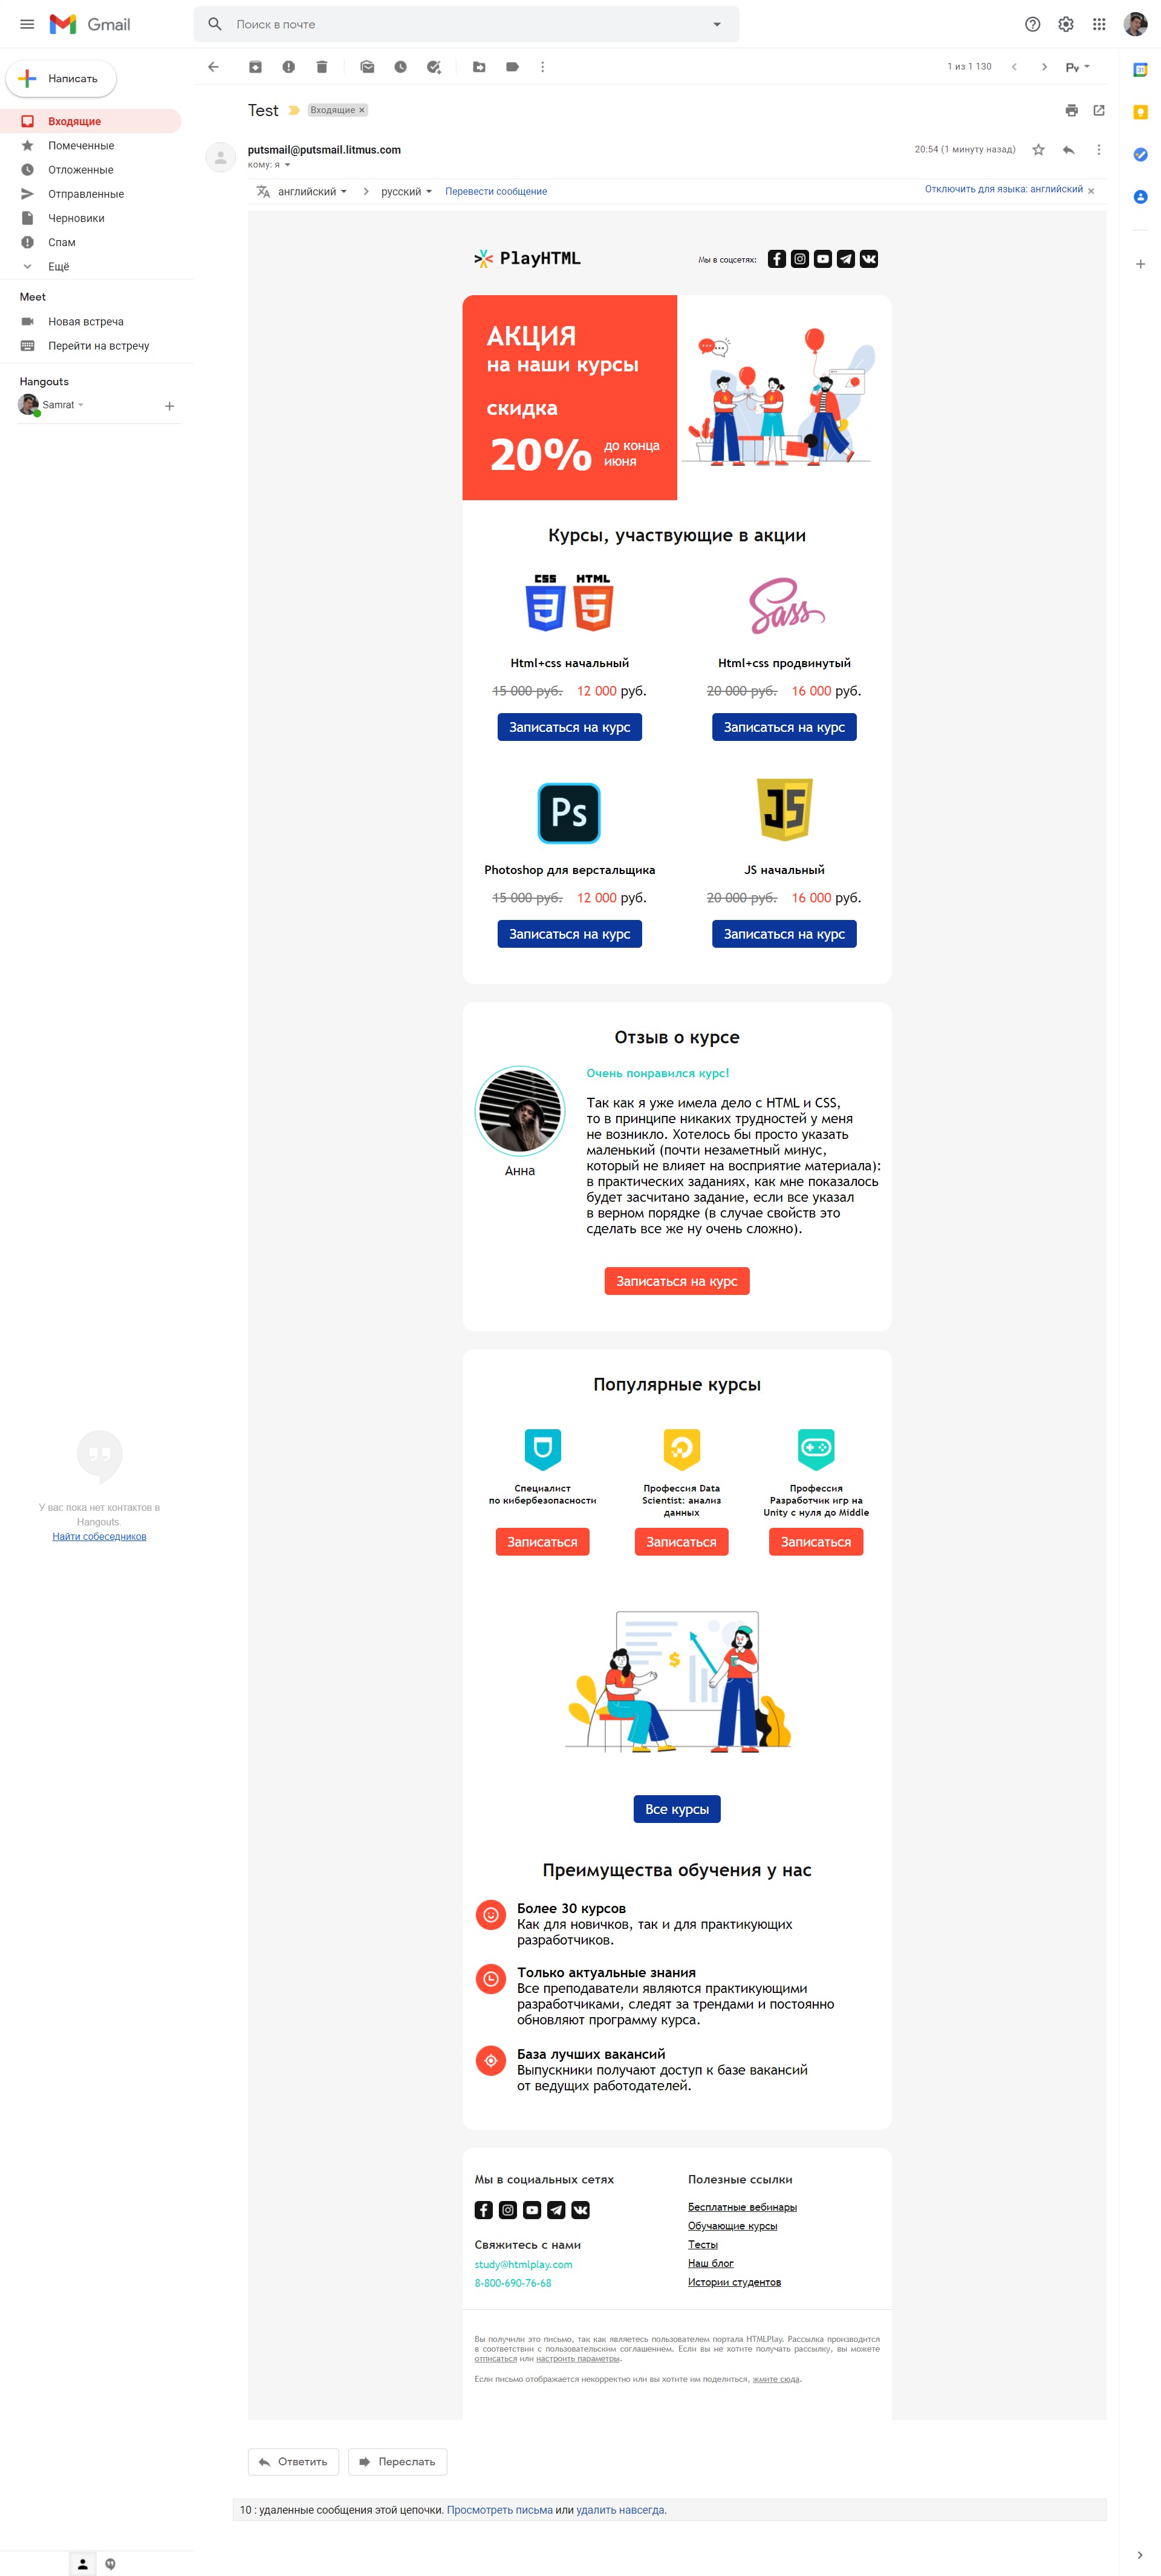 Gmail
Поиск в почте
Написать
Входящие
Помеченные
Отложенные
Отправленные
Черновики
Спам
Ещё
Meet
Новая встреча
Перейти на встречу
Hangouts
Samrat
У вас пока нет контактов в
Hangouts.
Найти собеседников
1 из 1 130
Ру
Test
Входящие
putsmail@putsmail.litmus.com
20:54 (1 минуту назад)
кому: я
английский
русский
Перевести сообщение
Отключить для языка: английский
PlayHTML
Мы в соцсетях:
АКЦИЯ
на наши курсы
скидка
20%
до конца
июня
Курсы, участвующие в акции
CSS HTML
3 5
Sass
Html+css начальный
Html+css продвинутый
15 000 руб. 12 000 руб.
20 000 руб. 16 000 руб.
Записаться на курс
Записаться на курс
Ps
JS
Photoshop для верстальщика
JS начальный
15 000 руб. 12 000 руб.
20 000 руб. 16 000 руб.
Записаться на курс
Записаться на курс
Отзыв о курсе
Анна
Очень понравился курс!
Так как я уже имела дело с HTML и CSS,
то в принципе никаких трудностей у меня
не возникло. Хотелось бы просто указать
маленький (почти незаметный минус,
который не влияет на восприятие материала):
в практических заданиях, как мне показалось
будет засчитано задание, если все указал
в верном порядке (в случае свойств это
сделать все же ну очень сложно).
Записаться на курс
Популярные курсы
Специалист
по кибербезопасности
Записаться
Профессия Data
Scientist: анализ
данных
Записаться
Профессия
Разработчик игр на
Unity с нуля до Middle
Записаться
$
Все курсы
Преимущества обучения у нас
Более 30 курсов
Как для новичков, так и для практикующих
разработчиков.
Только актуальные знания
Все преподаватели являются практикующими
разработчиками, следят за трендами и постоянно
обновляют программу курса.
База лучших вакансий
Выпускники получают доступ к базе вакансий
от ведущих работодателей.
Мы в социальных сетях
Свяжитесь с нами
study@htmlplay.com
8-800-690-76-68
Полезные ссылки
Бесплатные вебинары
Обучающие курсы
Тесты
Наш блог
Истории студентов
Вы получили это письмо, так как являетесь пользователем портала HTMLPlay. Рассылка производится
в соответствии с пользовательским соглашением. Если вы не хотите получать рассылку, вы можете
отписаться или настроить параметры.
Если письмо отображается некорректно или вы хотите им поделиться, жмите сюда.
Ответить
Переслать
10 : удаленные сообщения этой цепочки. Просмотреть письма или удалить навсегда.